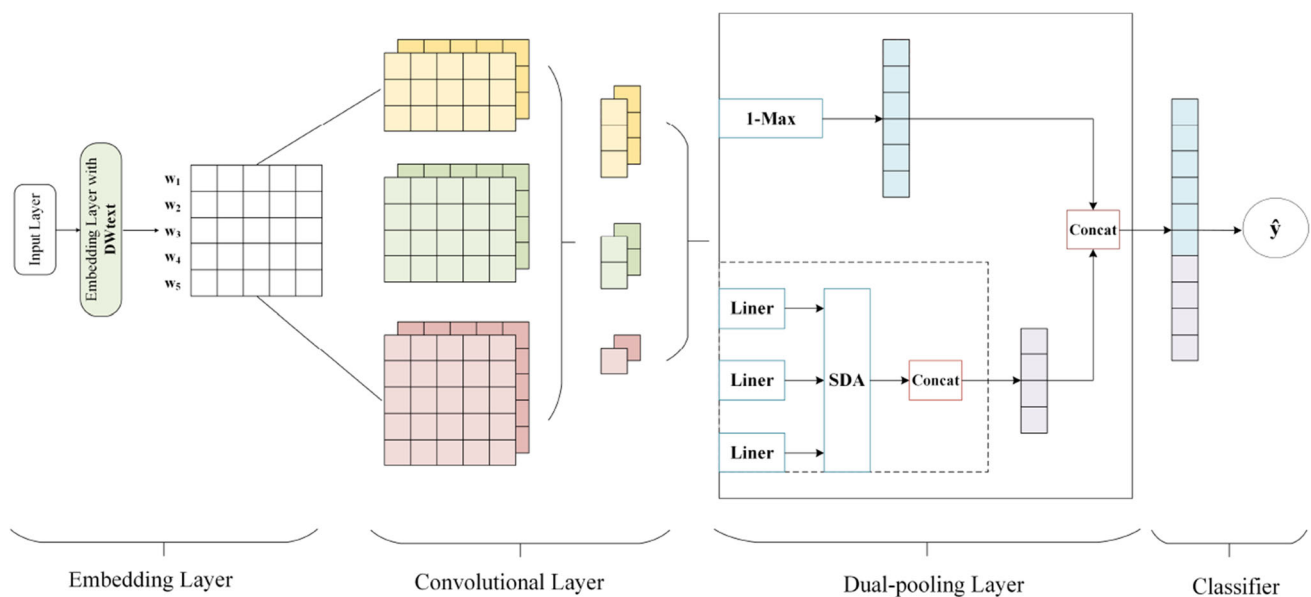 Input Layer
Embedding Layer with
DWtext
w1
w2
w3
w4
w5
1-Max
Liner
Liner
Liner
SDA
Concat
Concat
ŷ
Embedding Layer
Convolutional Layer
Dual-pooling Layer
Classifier